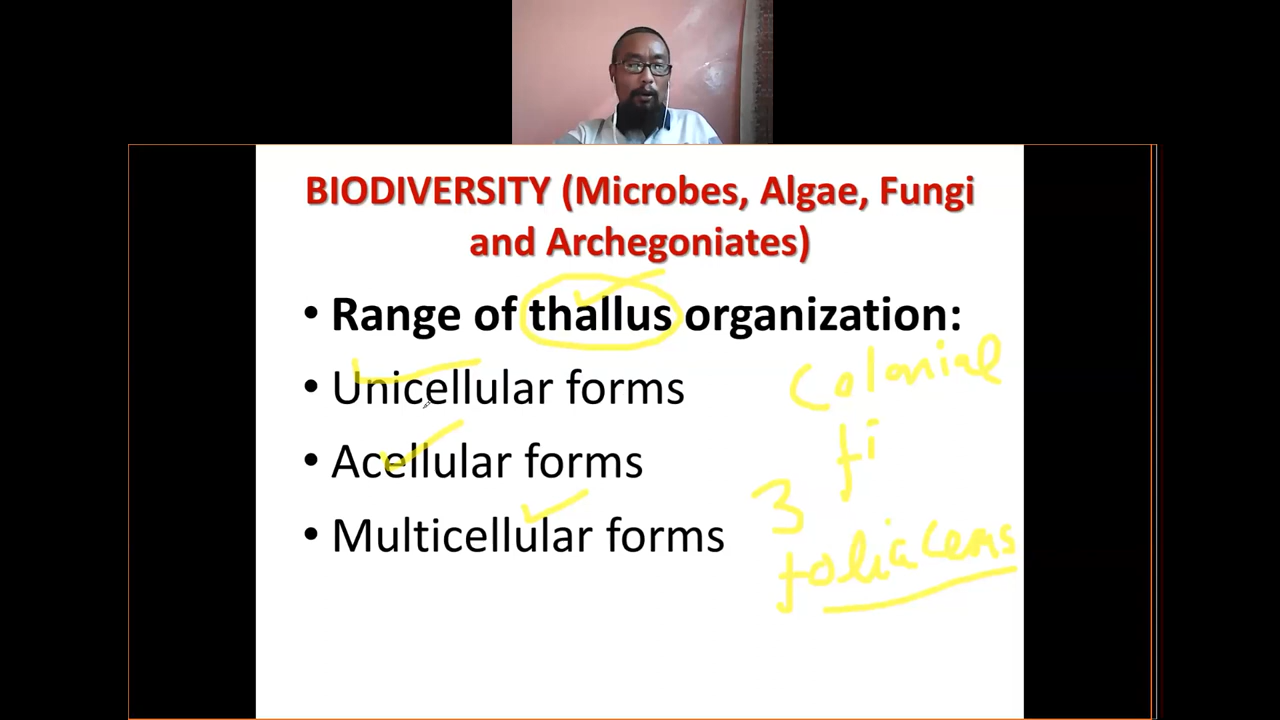 BIODIVERSITY (Microbes, Algae, Fungi
and Archegoniates)
• Range of thallus organization:
• Unicellular forms
colonial
fi
• Acellular forms
3
• Multicellular forms
foliaceous